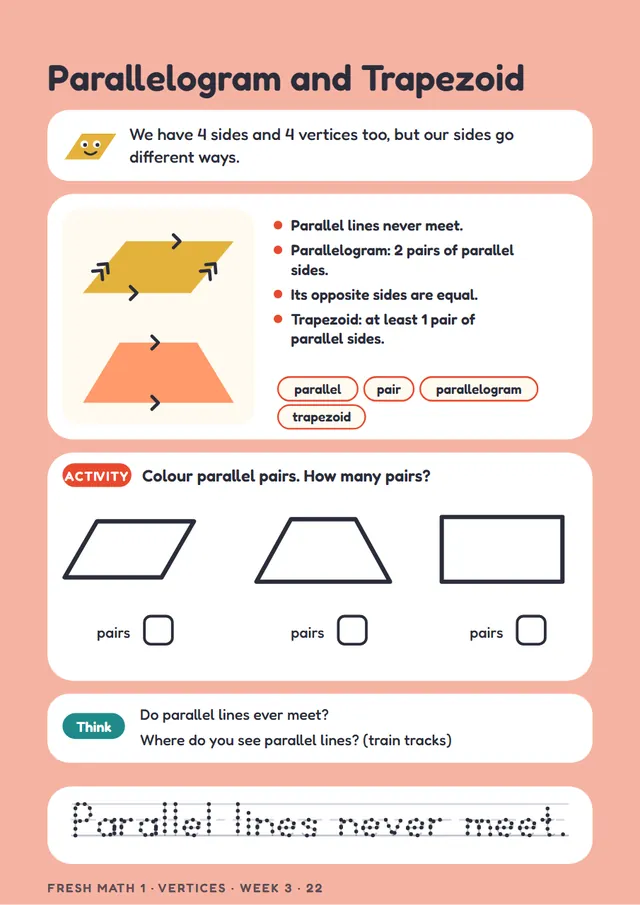 Parallelogram and Trapezoid
We have 4 sides and 4 vertices too, but our sides go
different ways.
Parallel lines never meet.
Parallelogram: 2 pairs of parallel
sides.
Its opposite sides are equal.
Trapezoid: at least 1 pair of
parallel sides.
parallel pair parallelogram
trapezoid
ACTIVITY Colour parallel pairs. How many pairs?
pairs pairs pairs
Think
Do parallel lines ever meet?
Where do you see parallel lines? (train tracks)
Parallel lines never meet.
FRESH MATH 1 · VERTICES · WEEK 3 · 22